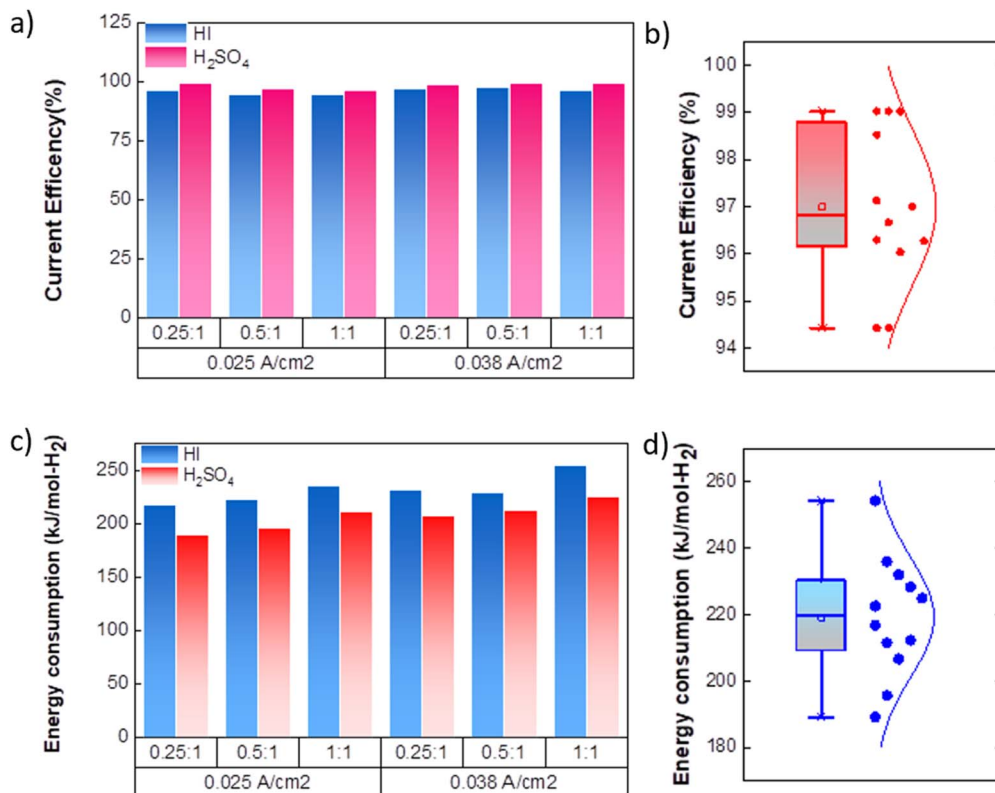 a)
Current Efficency(%)
125
100
75
50
25
0
HI
H₂SO₄
0.25:1 0.5:1 1:1 0.25:1 0.5:1 1:1
0.025 A/cm2 0.038 A/cm2
b)
Current Efficiency (%)
100
99
98
97
96
95
94
c)
Energy consumption (kJ/mol-H₂)
250
200
150
100
50
0
HI
H₂SO₄
0.25:1 0.5:1 1:1 0.25:1 0.5:1 1:1
0.025 A/cm2 0.038 A/cm2
d)
Energy consumption (kJ/mol-H₂)
260
240
220
200
180